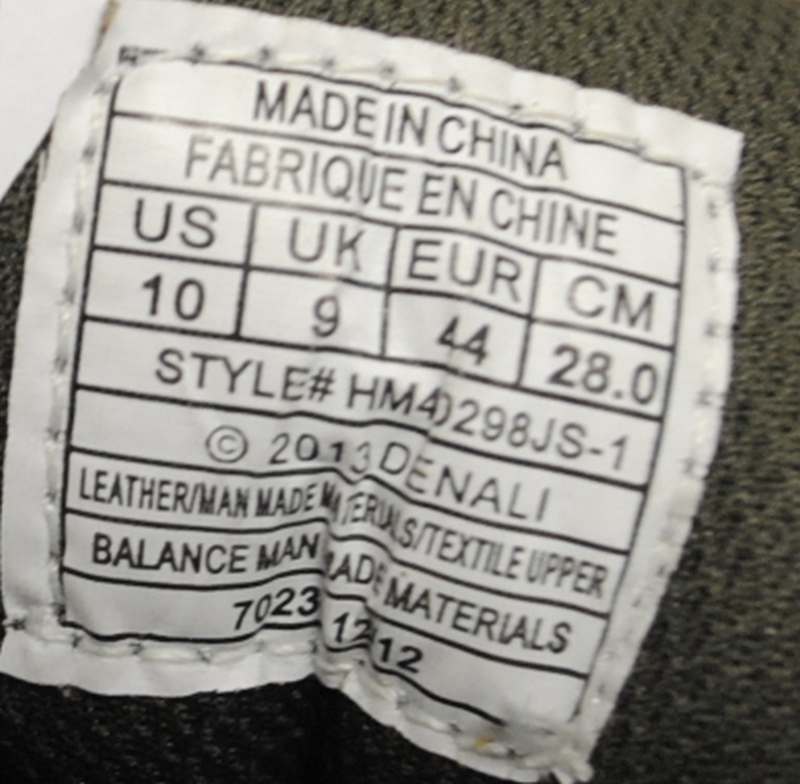 MADE IN CHINA
FABRIQUE EN CHINE
US UK EUR CM
10 9 44 28.0
STYLE# HM40298JS-1
© 2013 DENALI
LEATHER/MAN MADE MATERIALS/TEXTILE UPPER
BALANCE MAN MADE MATERIALS
7023 12 12